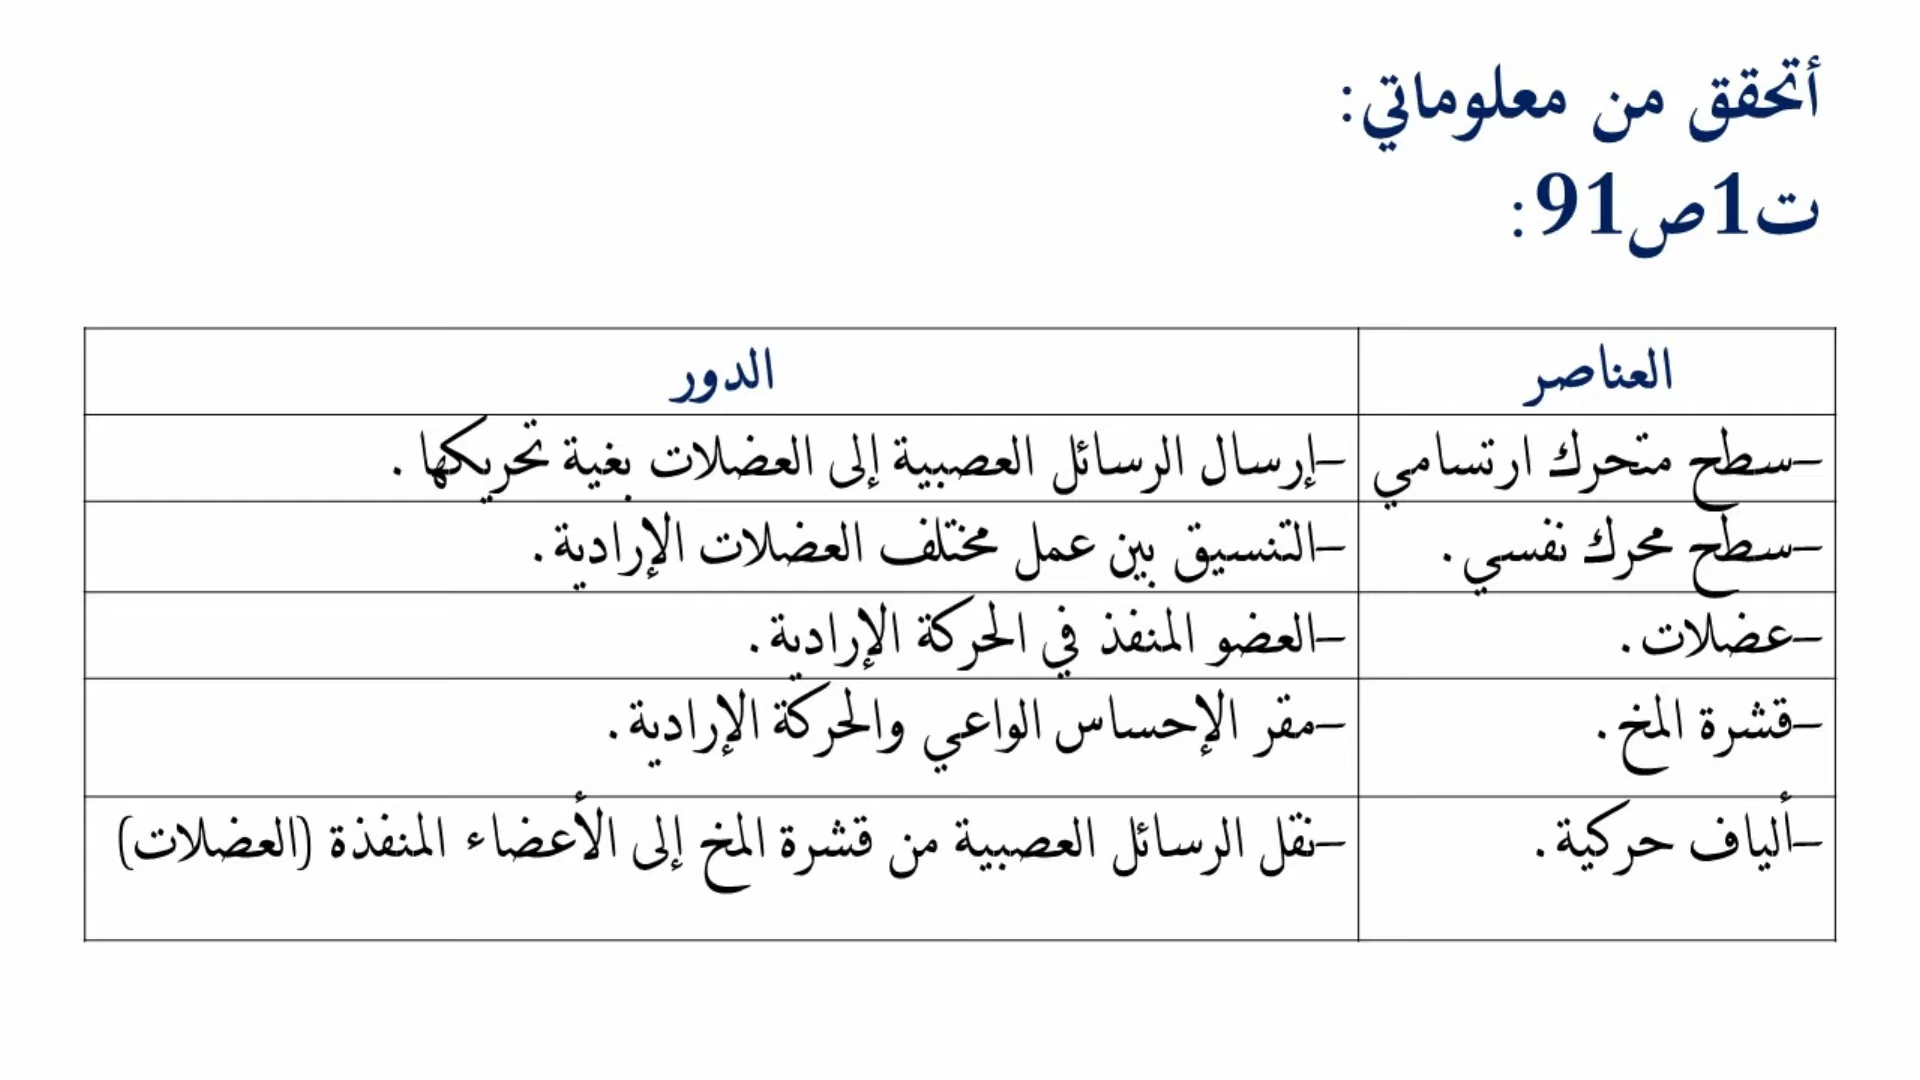 أتحقق من معلوماتي:
ت1ص91:
العناصر الدور
–سطح متحرك ارتسامي –إرسال الرسائل العصبية إلى العضلات بغية تحريكها .
–سطح محرك نفسي . –التنسيق بين عمل مختلف العضلات الإرادية .
–عضلات . –العضو المنفذ في الحركة الإرادية .
–قشرة المخ . –مقر الإحساس الواعي والحركة الإرادية .
–ألياف حركية . –نقل الرسائل العصبية من قشرة المخ إلى الأعضاء المنفذة (العضلات)